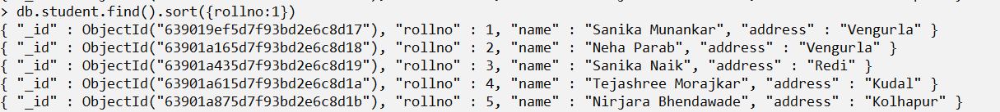 > db.student.find().sort({rollno:1})
{ "_id" : ObjectId("639019ef5d7f93bd2e6c8d17"), "rollno" : 1, "name" : "Sanika Munankar", "address" : "Vengurla" }
{ "_id" : ObjectId("63901a165d7f93bd2e6c8d18"), "rollno" : 2, "name" : "Neha Parab", "address" : "Vengurla" }
{ "_id" : ObjectId("63901a435d7f93bd2e6c8d19"), "rollno" : 3, "name" : "Sanika Naik", "address" : "Redi" }
{ "_id" : ObjectId("63901a615d7f93bd2e6c8d1a"), "rollno" : 4, "name" : "Tejashree Morajkar", "address" : "Kudal" }
{ "_id" : ObjectId("63901a875d7f93bd2e6c8d1b"), "rollno" : 5, "name" : "Nirjara Bhendawade", "address" : "Kolhapur" }